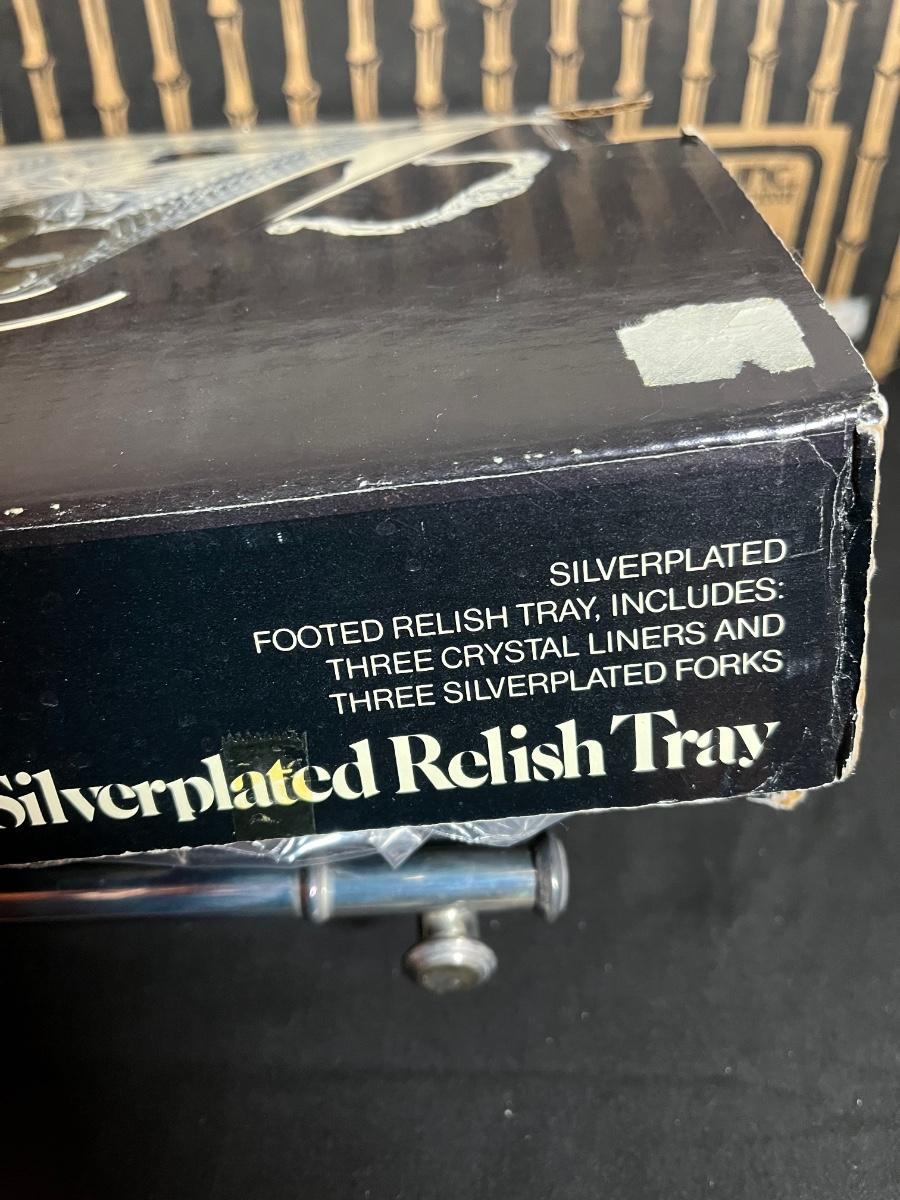 SILVERPLATED
FOOTED RELISH TRAY, INCLUDES:
THREE CRYSTAL LINERS AND
THREE SILVERPLATED FORKS
Silverplated Relish Tray